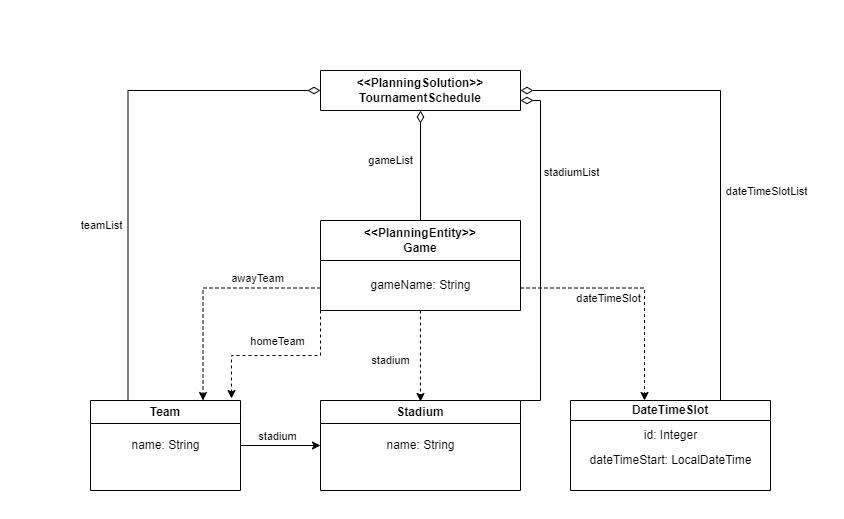 <<PlanningSolution>>
TournamentSchedule
gameList
stadiumList
dateTimeSlotList
teamList
<<PlanningEntity>>
Game
gameName: String
awayTeam
dateTimeSlot
homeTeam
stadium
Team
name: String
stadium
Stadium
name: String
DateTimeSlot
id: Integer
dateTimeStart: LocalDateTime